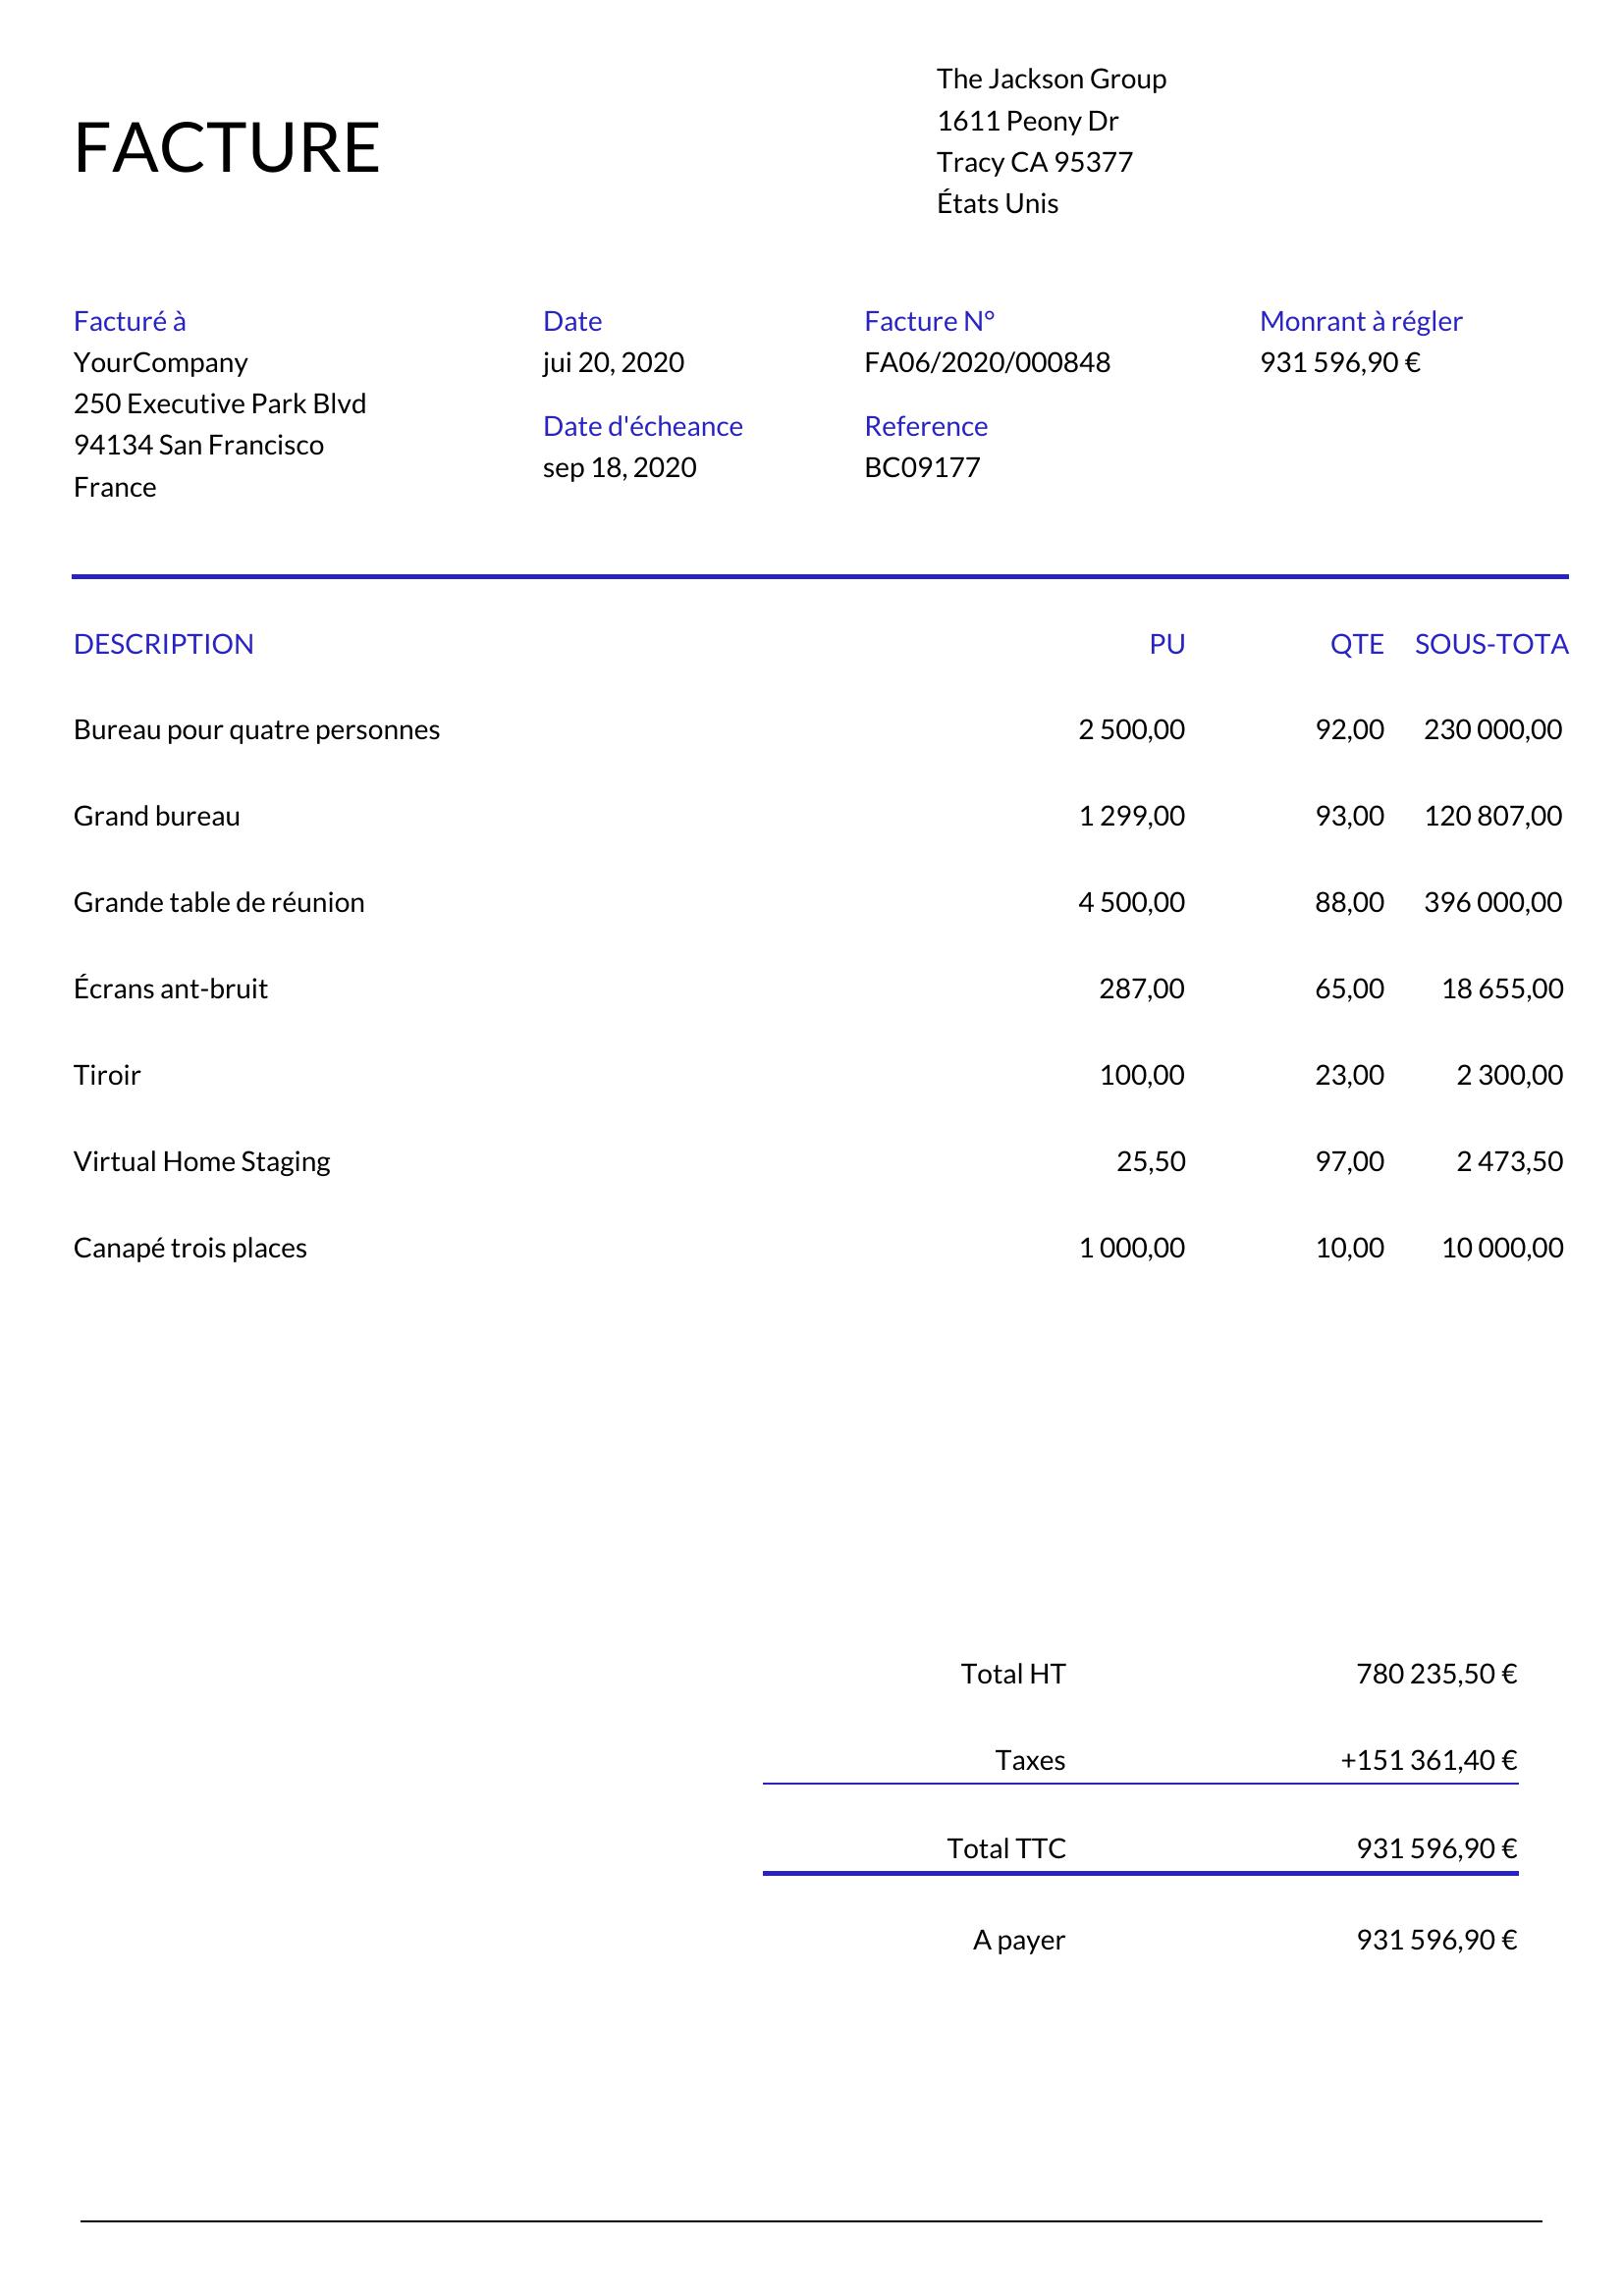 The Jackson Group
1611 Peony Dr
Tracy CA 95377
États Unis
FACTURE
Facturé à
YourCompany
250 Executive Park Blvd
94134 San Francisco
France
Date
jui 20, 2020
Date d'écheance
sep 18, 2020
Facture N°
FA06/2020/000848
Reference
BC09177
Monrant à régler
931 596,90 €
DESCRIPTION PU QTE SOUS-TOTA
Bureau pour quatre personnes 2 500,00 92,00 230 000,00
Grand bureau 1 299,00 93,00 120 807,00
Grande table de réunion 4 500,00 88,00 396 000,00
Écrans ant-bruit 287,00 65,00 18 655,00
Tiroir 100,00 23,00 2 300,00
Virtual Home Staging 25,50 97,00 2 473,50
Canapé trois places 1 000,00 10,00 10 000,00
Total HT 780 235,50 €
Taxes +151 361,40 €
Total TTC 931 596,90 €
A payer 931 596,90 €